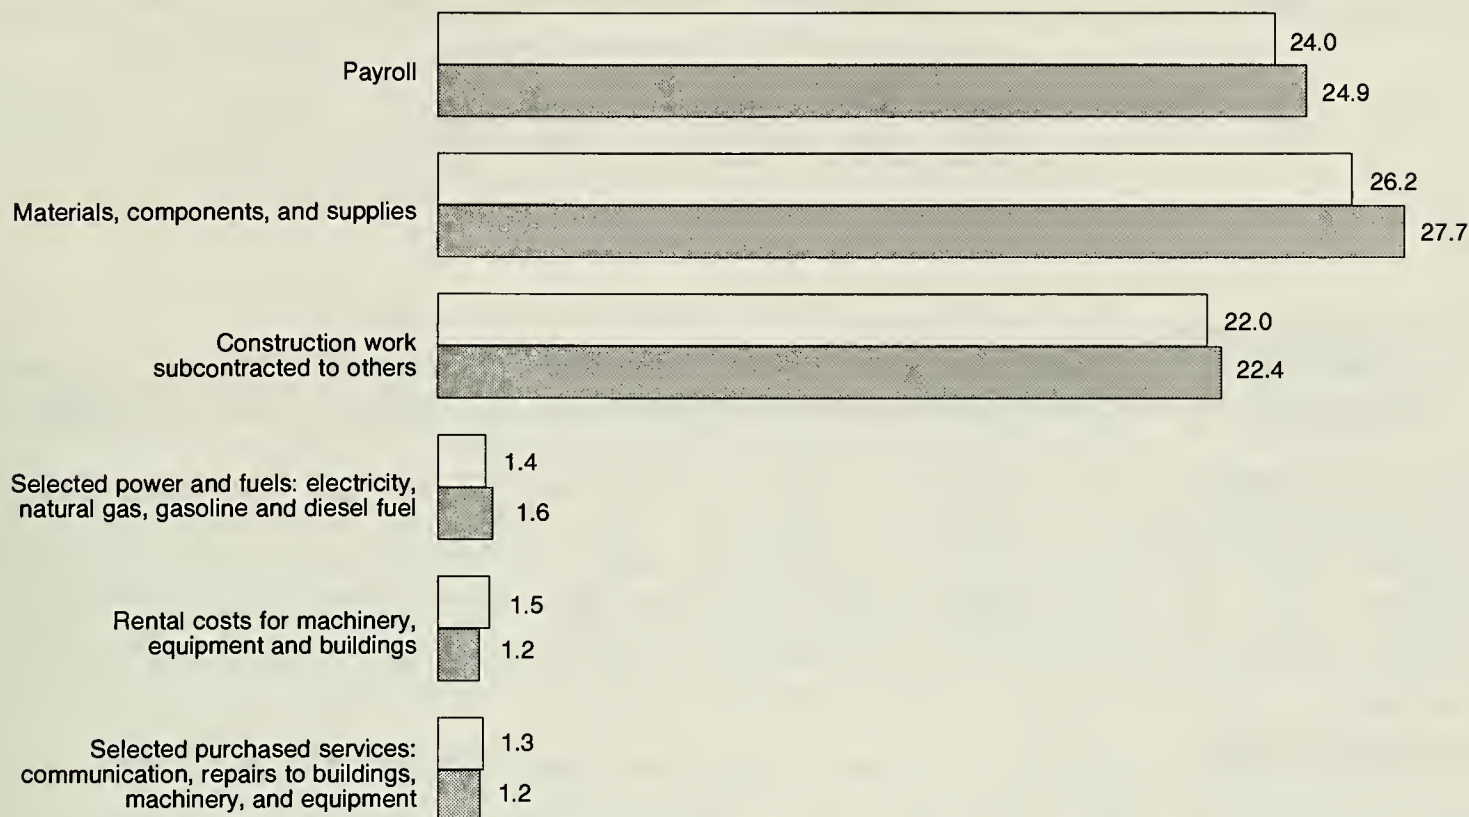 24.0
Payroll
24.9
26.2
Materials, components, and supplies
27.7
22.0
Construction work
subcontracted to others
22.4
1.4
Selected power and fuels: electricity,
natural gas, gasoline and diesel fuel
1.6
1.5
Rental costs for machinery,
equipment and buildings
1.2
1.3
Selected purchased services:
communication, repairs to buildings,
machinery, and equipment
1.2